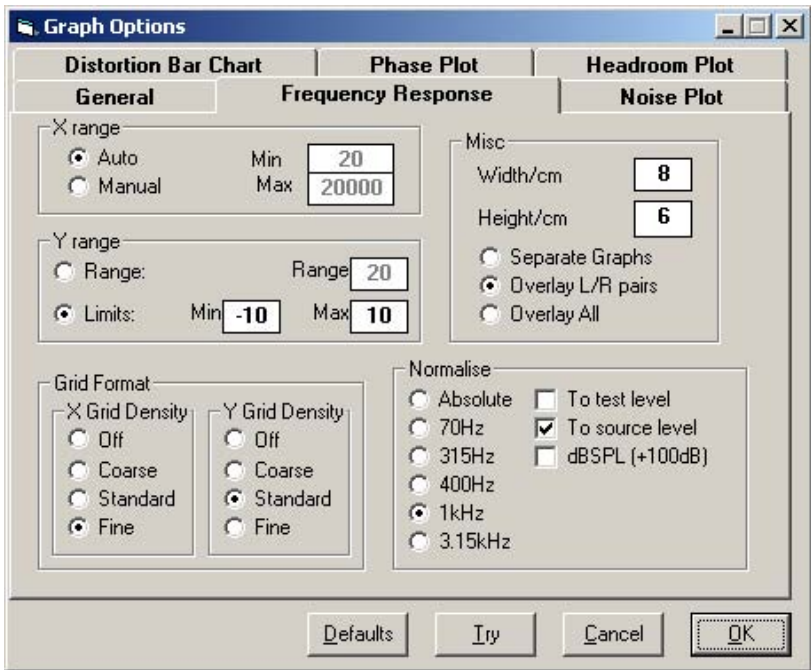 Graph Options
Distortion Bar Chart Phase Plot Headroom Plot
General Frequency Response Noise Plot
X range
Auto Min 20
Manual Max 20000
Y range
Range: Range 20
Limits: Min -10 Max 10
Misc
Width/cm 8
Height/cm 6
Separate Graphs
Overlay L/R pairs
Overlay All
Grid Format
X Grid Density
Off
Coarse
Standard
Fine
Y Grid Density
Off
Coarse
Standard
Fine
Normalise
Absolute To test level
70Hz To source level
315Hz dBSPL (+100dB)
400Hz
1kHz
3.15kHz
Defaults Try Cancel OK